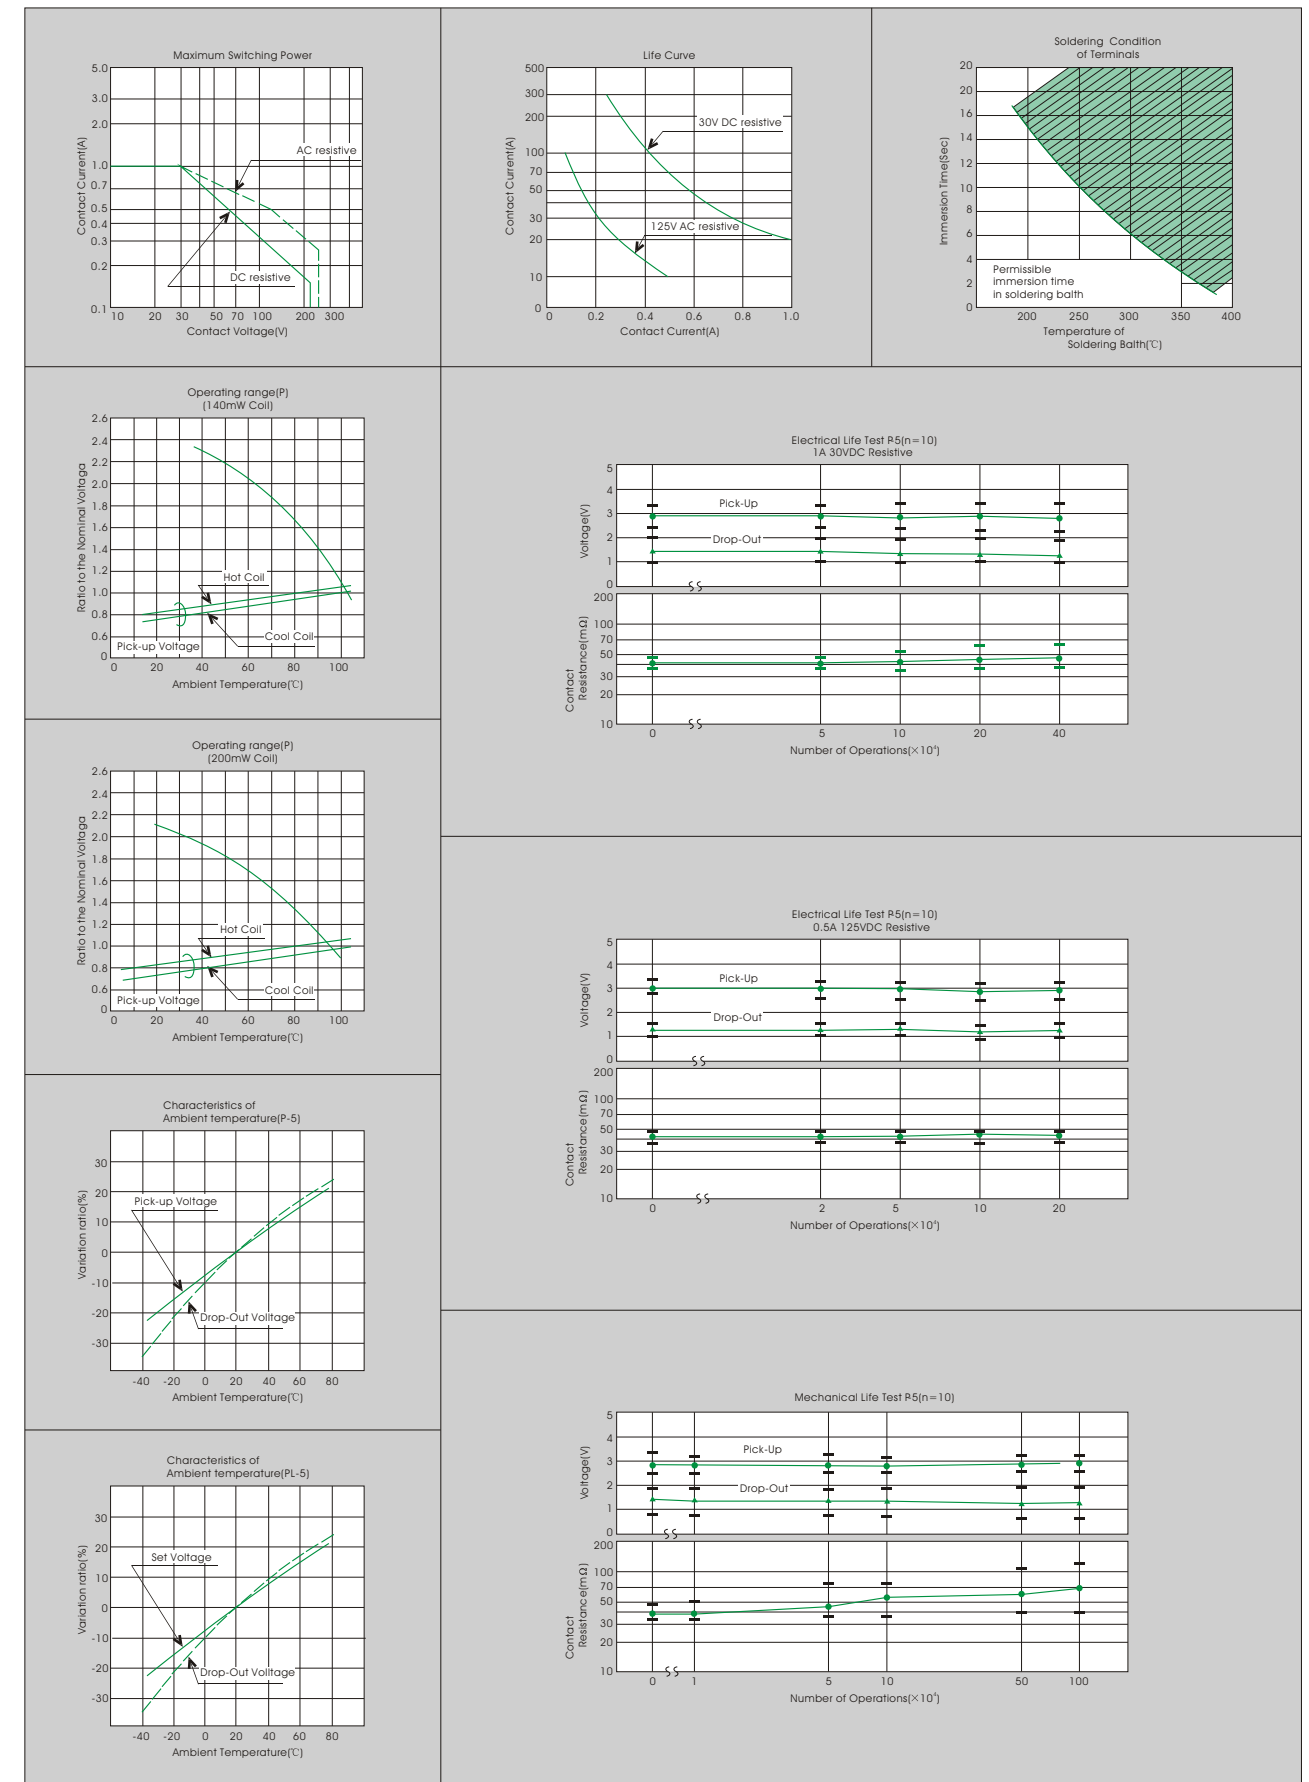 Maximum Switching Power
5.0
3.0
2.0
1.0
0.7
0.5
0.4
0.3
0.2
0.1
Contact Current(A)
AC resistive
DC resistive
10 20 30 50 70 100 200 300
Contact Voltage(V)
Life Curve
500
300
200
100
70
50
30
20
10
0
Contact Current(A)
30V DC resistive
125V AC resistive
0 0.2 0.4 0.6 0.8 1.0
Contact Current(A)
Soldering Condition
of Terminals
20
20
16
14
12
10
8
6
4
2
0
Immersion Time(Sec)
Permissible
immersion time
in soldering balth
200 250 300 350 400
Temperature of
Soldering Balth(℃)
Operating range(P)
(140mW Coil)
2.6
2.4
2.2
2.0
1.8
1.6
1.4
1.2
1.0
0.8
0.6
0
Ratio to the Nominal Voltaga
Hot Coil
Cool Coil
Pick-up Voltage
0 20 40 60 80 100
Ambient Temperature(℃)
Electrical Life Test P-5(n=10)
1A 30VDC Resistive
5
4
3
2
1
0
Voltage(V)
Pick-Up
Drop-Out
200
100
70
50
30
20
10
Contact
Resistance(mΩ)
0 5 10 20 40
Number of Operations(×10⁴)
Operating range(P)
(200mW Coil)
2.6
2.4
2.2
2.0
1.8
1.6
1.4
1.2
1.0
0.8
0.6
0
Ratio to the Nominal Voltaga
Hot Coil
Cool Coil
Pick-up Voltage
0 20 40 60 80 100
Ambient Temperature(℃)
Electrical Life Test P-5(n=10)
0.5A 125VDC Resistive
5
4
3
2
1
0
Voltage(V)
Pick-Up
Drop-Out
200
100
70
50
30
20
10
Contact
Resistance(mΩ)
0 2 5 10 20
Number of Operations(×10⁴)
Characteristics of
Ambient temperature(P-5)
30
20
10
0
-10
-20
-30
Variation ratio(%)
Pick-up Voltage
Drop-Out Voltage
-40 -20 0 20 40 60 80
Ambient Temperature(℃)
Mechanical Life Test P-5(n=10)
5
4
3
2
1
0
Voltage(V)
Pick-Up
Drop-Out
200
100
70
50
30
20
10
Contact
Resistance(mΩ)
0 1 5 10 50 100
Number of Operations(×10⁴)
Characteristics of
Ambient temperature(PL-5)
30
20
10
0
-10
-20
-30
Variation ratio(%)
Set Voltage
Drop-Out Voltage
-40 -20 0 20 40 60 80
Ambient Temperature(℃)